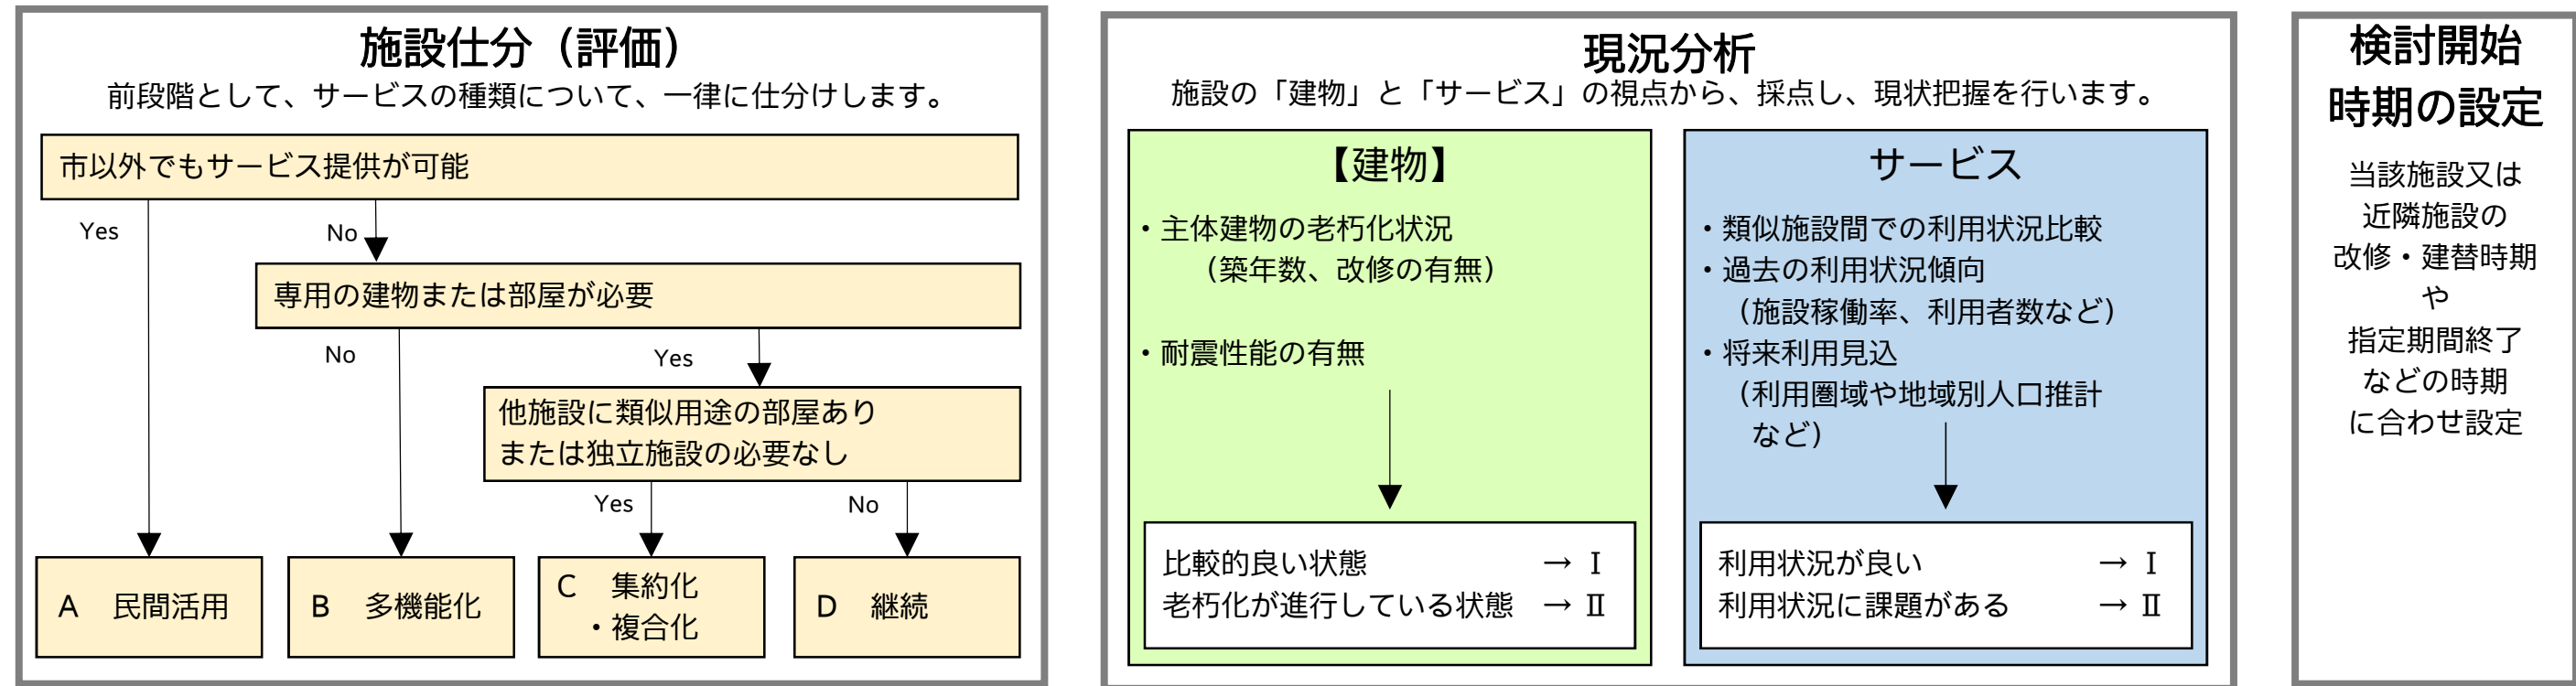 施設仕分（評価）
前段階として、サービスの種類について、一律に仕分けします。
市以外でもサービス提供が可能
Yes
No
専用の建物または部屋が必要
No
Yes
他施設に類似用途の部屋あり
または独立施設の必要なし
Yes
No
A　民間活用
B　多機能化
C　集約化
・複合化
D　継続
現況分析
施設の「建物」と「サービス」の視点から、採点し、現状把握を行います。
【建物】
・主体建物の老朽化状況
（築年数、改修の有無）
・耐震性能の有無
比較的良い状態　→ Ⅰ
老朽化が進行している状態　→ Ⅱ
サービス
・類似施設間での利用状況比較
・過去の利用状況傾向
（施設稼働率、利用者数など）
・将来利用見込
（利用圏域や地域別人口推計
など）
利用状況が良い　→ Ⅰ
利用状況に課題がある　→ Ⅱ
検討開始
時期の設定
当該施設又は
近隣施設の
改修・建替時期
や
指定期間終了
などの時期
に合わせ設定